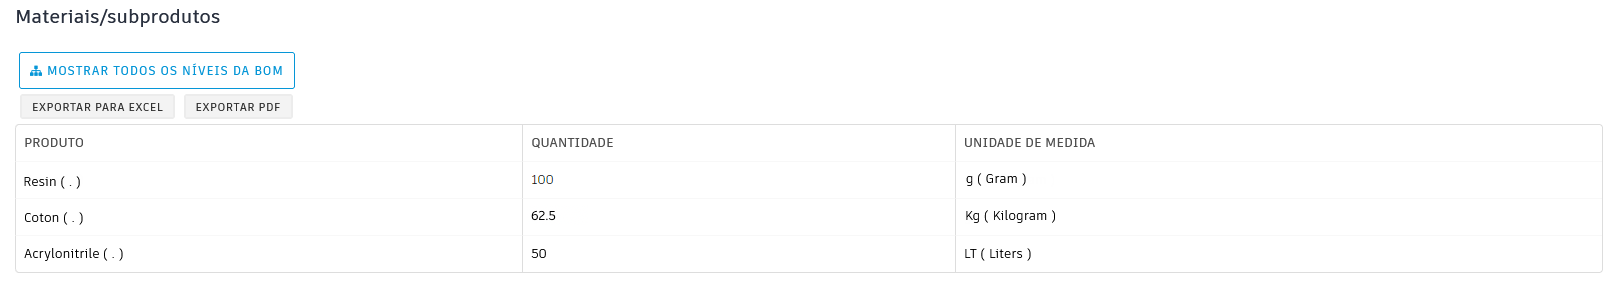 Materiais/subprodutos
MOSTRAR TODOS OS NÍVEIS DA BOM
EXPORTAR PARA EXCEL EXPORTAR PDF
PRODUTO QUANTIDADE UNIDADE DE MEDIDA
Resin ( . ) 100 g ( Gram )
Coton ( . ) 62.5 Kg ( Kilogram )
Acrylonitrile ( . ) 50 LT ( Liters )